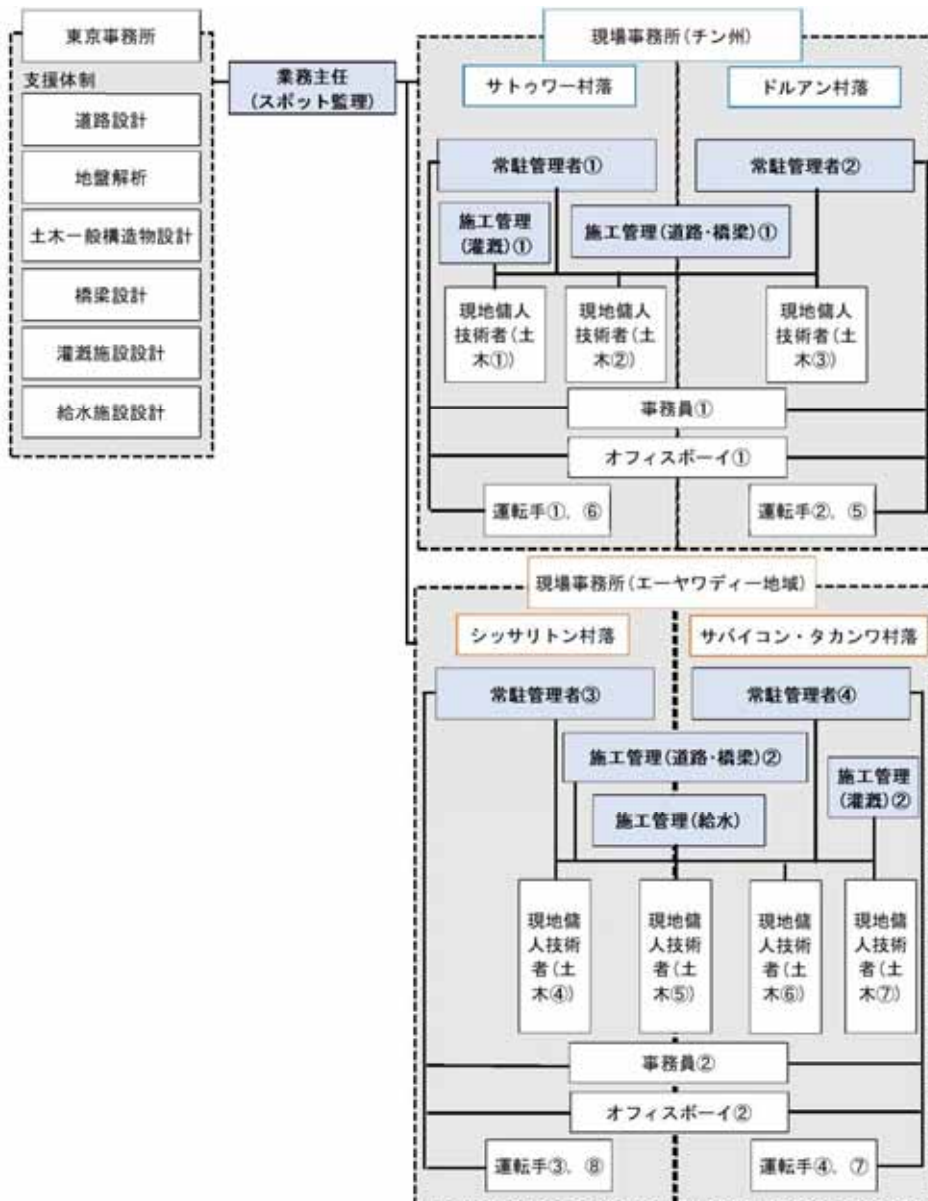 東京事務所
支援体制
道路設計
地盤解析
土木一般構造物設計
橋梁設計
灌漑施設設計
給水施設設計
業務主任
(スポット監理)
現場事務所(チン州)
サトゥワー村落
ドルアン村落
常駐管理者①
常駐管理者②
施工管理
(灌漑)①
施工管理(道路・橋梁)①
現地傭人
技術者(土
木①)
現地傭人
技術者(土
木②)
現地傭人
技術者(土
木③)
事務員①
オフィスボーイ①
運転手①，⑥
運転手②，⑤
現場事務所(エーヤワディー地域)
シッサリトン村落
サバイコン・タカンワ村落
常駐管理者③
常駐管理者④
施工管理(道路・橋梁)②
施工管理
(灌漑)②
施工管理(給水)
現地傭
人技術
者(土
木④)
現地傭
人技術
者(土
木⑤)
現地傭
人技術
者(土
木⑥)
現地傭
人技術
者(土
木⑦)
事務員②
オフィスボーイ②
運転手③，⑧
運転手④，⑦